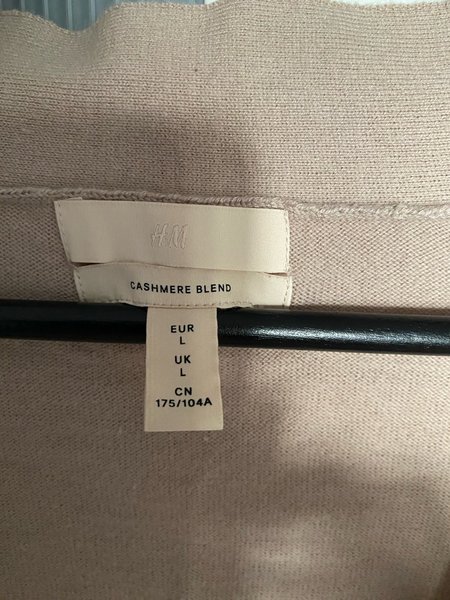 H&M
CASHMERE BLEND
EUR
L
UK
L
CN
175/104A